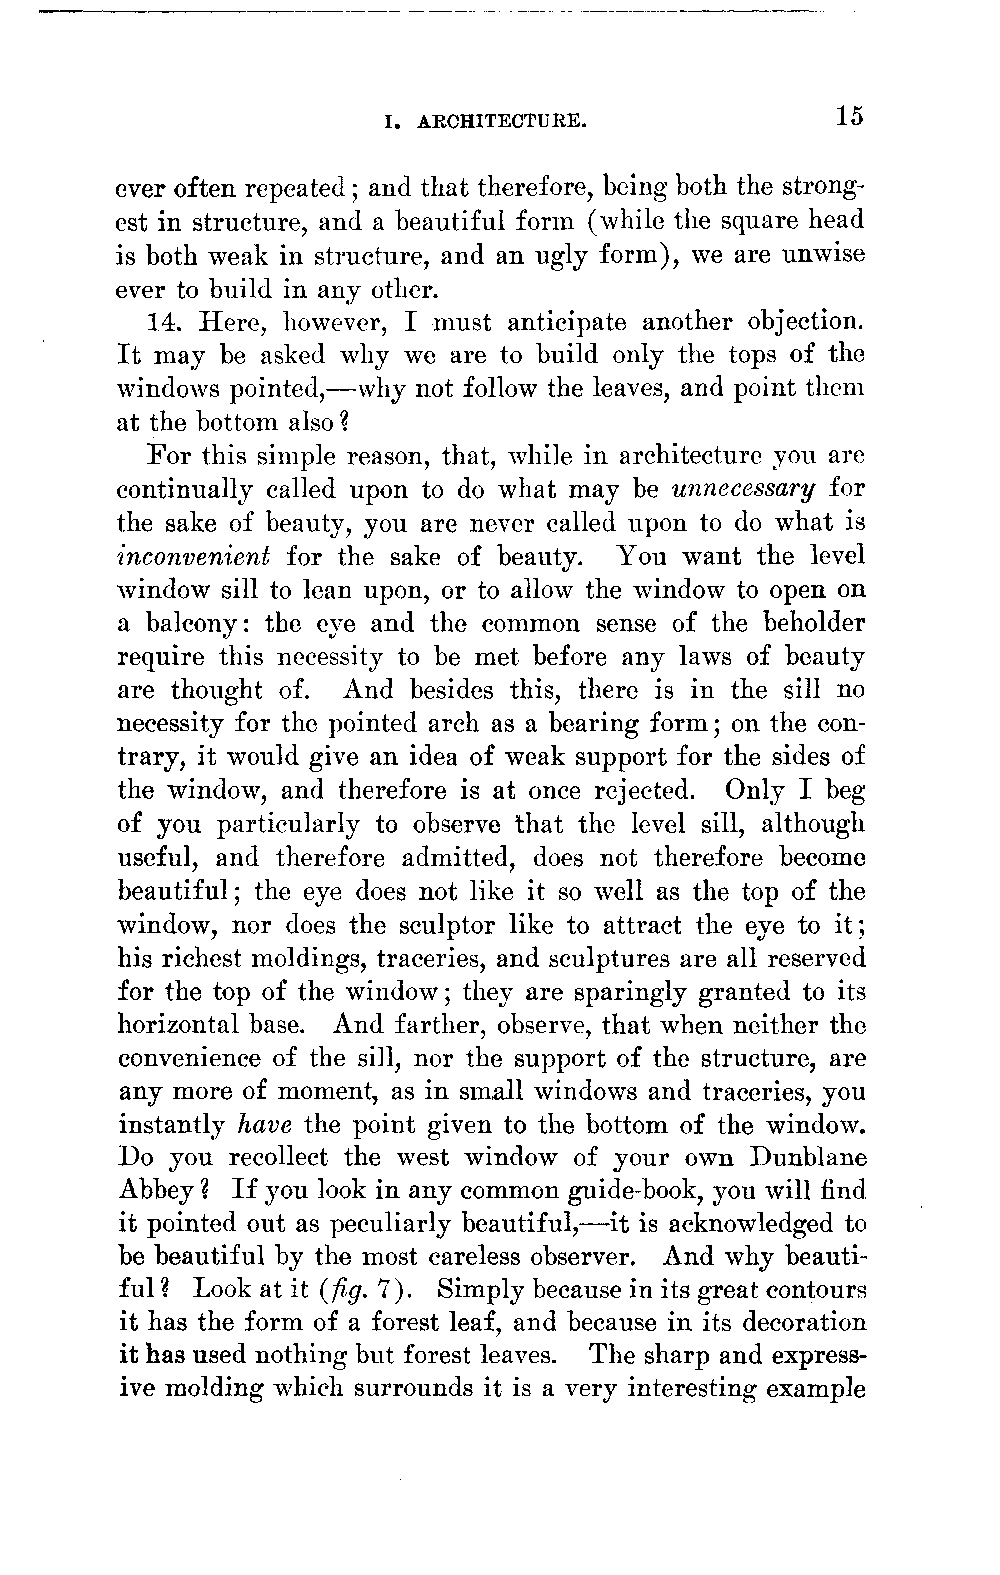 I. ARCHITECTURE. 15
ever often repeated; and that therefore, being both the strong-
est in structure, and a beautiful form (while the square head
is both weak in structure, and an ugly form), we are unwise
ever to build in any other.
14. Here, however, I must anticipate another objection.
It may be asked why we are to build only the tops of the
windows pointed,—why not follow the leaves, and point them
at the bottom also?
For this simple reason, that, while in architecture you are
continually called upon to do what may be unnecessary for
the sake of beauty, you are never called upon to do what is
inconvenient for the sake of beauty. You want the level
window sill to lean upon, or to allow the window to open on
a balcony: the eye and the common sense of the beholder
require this necessity to be met before any laws of beauty
are thought of. And besides this, there is in the sill no
necessity for the pointed arch as a bearing form; on the con-
trary, it would give an idea of weak support for the sides of
the window, and therefore is at once rejected. Only I beg
of you particularly to observe that the level sill, although
useful, and therefore admitted, does not therefore become
beautiful; the eye does not like it so well as the top of the
window, nor does the sculptor like to attract the eye to it;
his richest moldings, traceries, and sculptures are all reserved
for the top of the window; they are sparingly granted to its
horizontal base. And farther, observe, that when neither the
convenience of the sill, nor the support of the structure, are
any more of moment, as in small windows and traceries, you
instantly have the point given to the bottom of the window.
Do you recollect the west window of your own Dunblane
Abbey? If you look in any common guide-book, you will find
it pointed out as peculiarly beautiful,—it is acknowledged to
be beautiful by the most careless observer. And why beauti-
ful? Look at it (fig. 7). Simply because in its great contours
it has the form of a forest leaf, and because in its decoration
it has used nothing but forest leaves. The sharp and express-
ive molding which surrounds it is a very interesting example